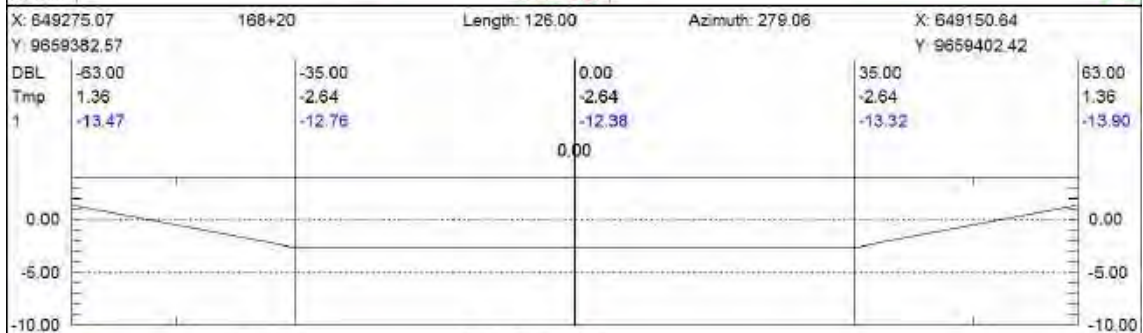 X: 649275.07 168+20 Length: 126.00 Azimuth: 279.06 X: 649150.64
Y: 9659382.57 Y: 9659402.42
DBL -63.00 -35.00 0.00 35.00 63.00
Tmp 1.36 -2.64 -2.64 -2.64 1.36
1 -13.47 -12.76 -12.38 -13.32 -13.90
0.00
0.00 0.00
-5.00 -5.00
-10.00 -10.00